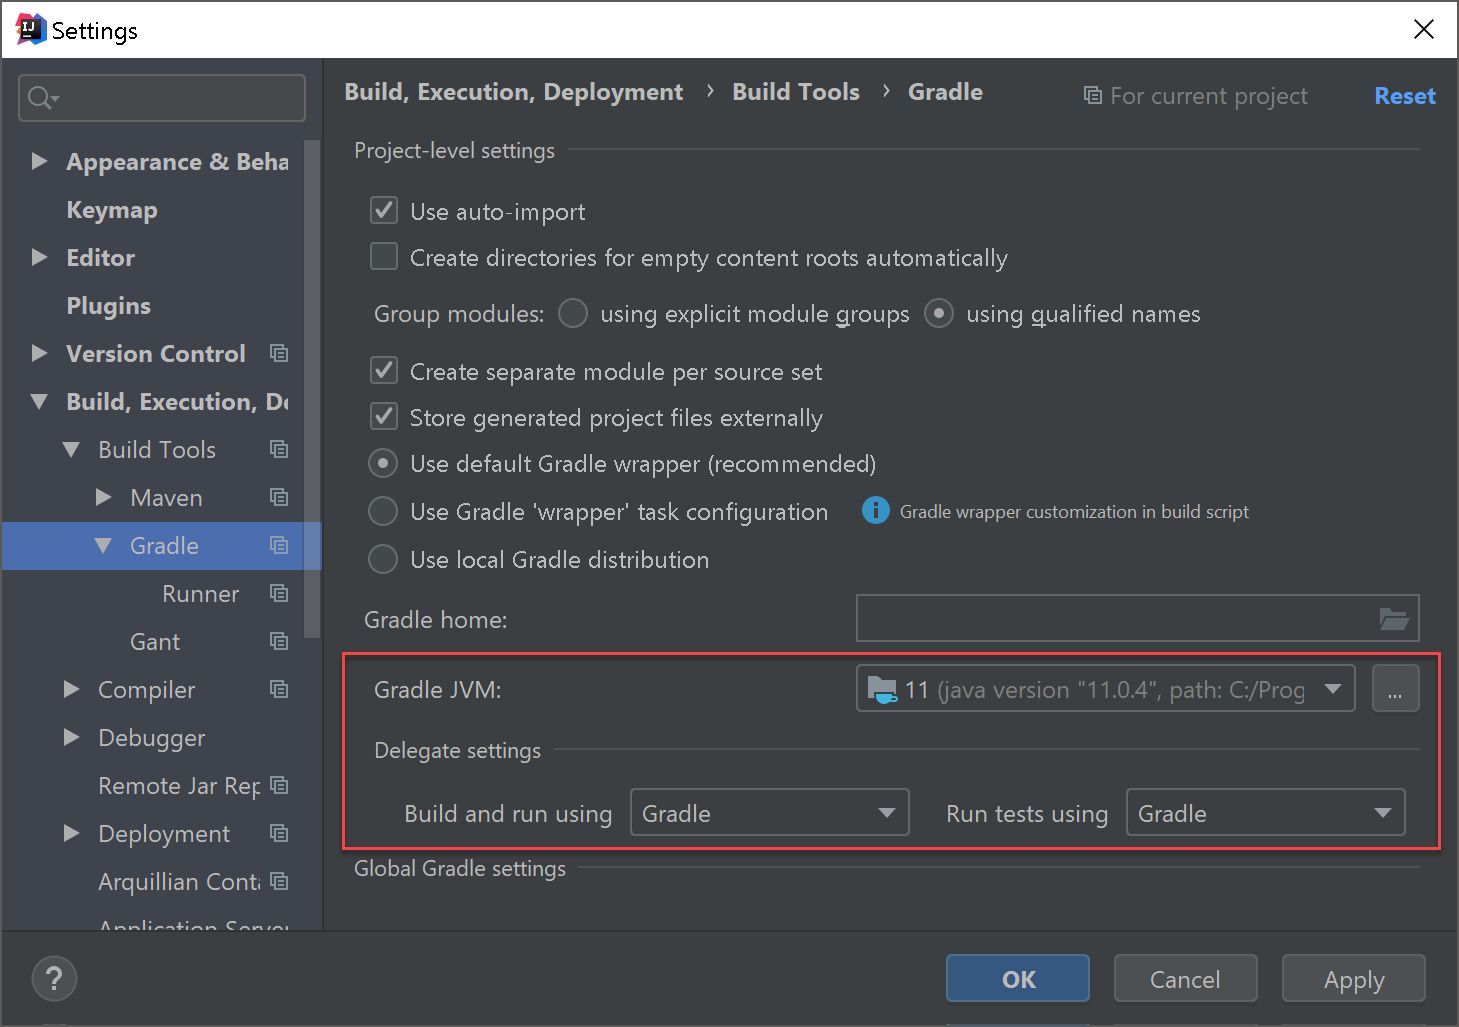 IJ
Settings
Build, Execution, Deployment › Build Tools › Gradle
For current project
Reset
Appearance & Beha
Keymap
Editor
Plugins
Version Control
Build, Execution, De
Build Tools
Maven
Gradle
Runner
Gant
Compiler
Debugger
Remote Jar Rep
Deployment
Arquillian Conta
Application Server
Project-level settings
Use auto-import
Create directories for empty content roots automatically
Group modules: using explicit module groups using qualified names
Create separate module per source set
Store generated project files externally
Use default Gradle wrapper (recommended)
Use Gradle 'wrapper' task configuration
Gradle wrapper customization in build script
Use local Gradle distribution
Gradle home:
Gradle JVM: 11 (java version "11.0.4", path: C:/Prog ...
Delegate settings
Build and run using Gradle Run tests using Gradle
Global Gradle settings
?
OK Cancel Apply